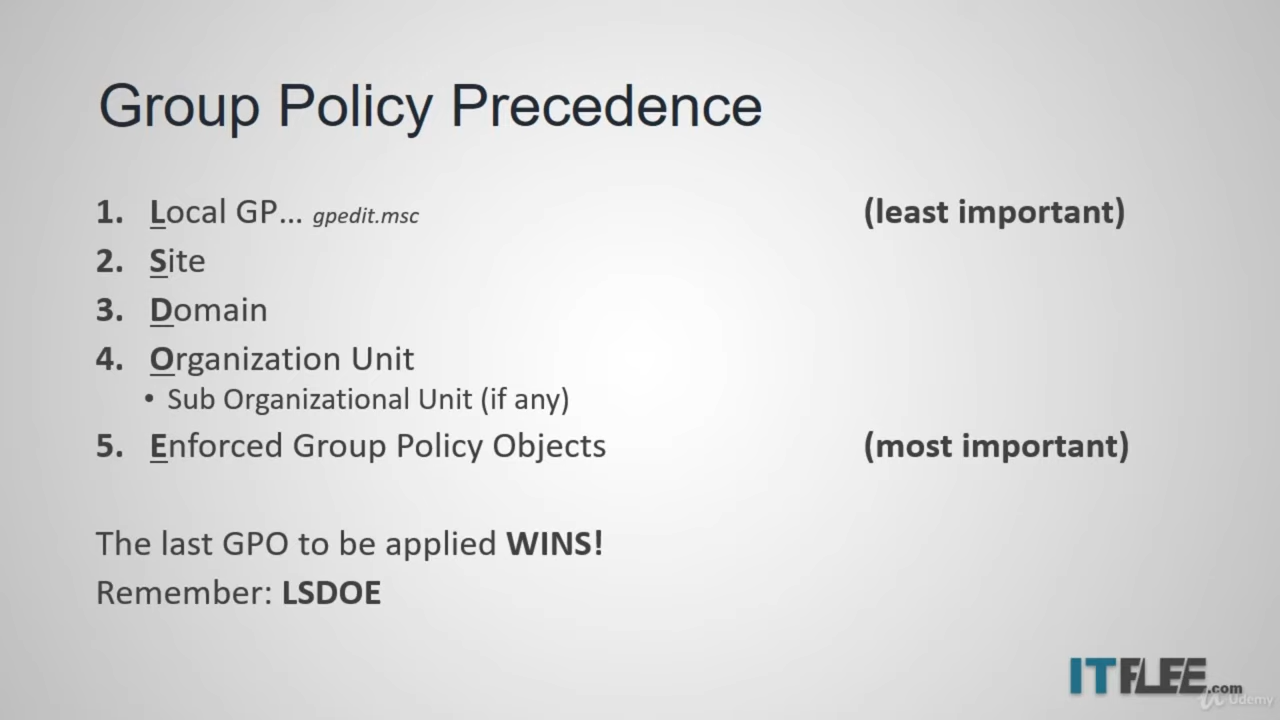 Group Policy Precedence
1. Local GP... gpedit.msc (least important)
2. Site
3. Domain
4. Organization Unit
• Sub Organizational Unit (if any)
5. Enforced Group Policy Objects (most important)
The last GPO to be applied WINS!
Remember: LSDOE
ITFLEE.com
Udemy